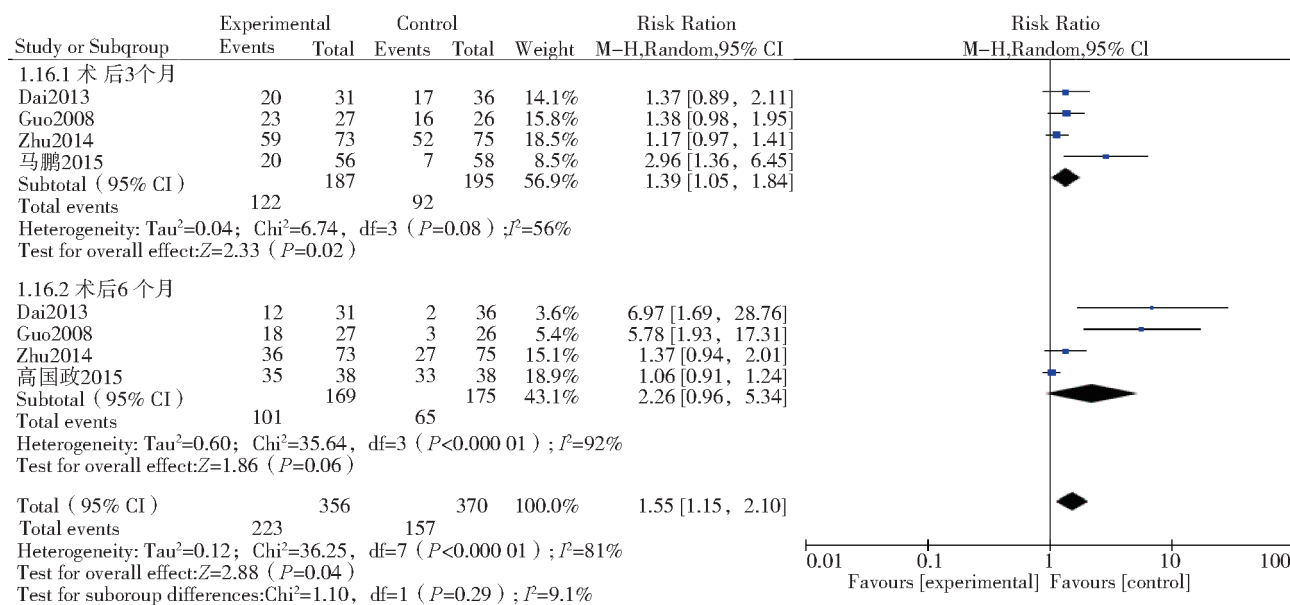 Experimental Control Risk Ration Risk Ratio
Study or Subqroup Events Total Events Total Weight M-H,Random,95% CI M-H,Random,95% CI
1.16.1 术 后3个月
Dai2013 20 31 17 36 14.1% 1.37 [0.89, 2.11]
Guo2008 23 27 16 26 15.8% 1.38 [0.98, 1.95]
Zhu2014 59 73 52 75 18.5% 1.17 [0.97, 1.41]
马鹏2015 20 56 7 58 8.5% 2.96 [1.36, 6.45]
Subtotal (95% CI) 187 195 56.9% 1.39 [1.05, 1.84]
Total events 122 92
Heterogeneity: Tau²=0.04; Chi²=6.74, df=3 (P=0.08) ;I²=56%
Test for overall effect:Z=2.33 (P=0.02)
1.16.2 术后6 个月
Dai2013 12 31 2 36 3.6% 6.97 [1.69, 28.76]
Guo2008 18 27 3 26 5.4% 5.78 [1.93, 17.31]
Zhu2014 36 73 27 75 15.1% 1.37 [0.94, 2.01]
高国政2015 35 38 33 38 18.9% 1.06 [0.91, 1.24]
Subtotal (95% CI) 169 175 43.1% 2.26 [0.96, 5.34]
Total events 101 65
Heterogeneity: Tau²=0.60; Chi²=35.64, df=3 (P<0.000 01) ; I²=92%
Test for overall effect:Z=1.86 (P=0.06)
Total (95% CI) 356 370 100.0% 1.55 [1.15, 2.10]
Total events 223 157
Heterogeneity: Tau²=0.12; Chi²=36.25, df=7 (P<0.000 01) ; I²=81%
Test for overall effect:Z=2.88 (P=0.04)
Test for suboroup differences:Chi²=1.10, df=1 (P=0.29) ; I²=9.1%
0.01 0.1 1 10 100
Favours [experimental] Favours [control]